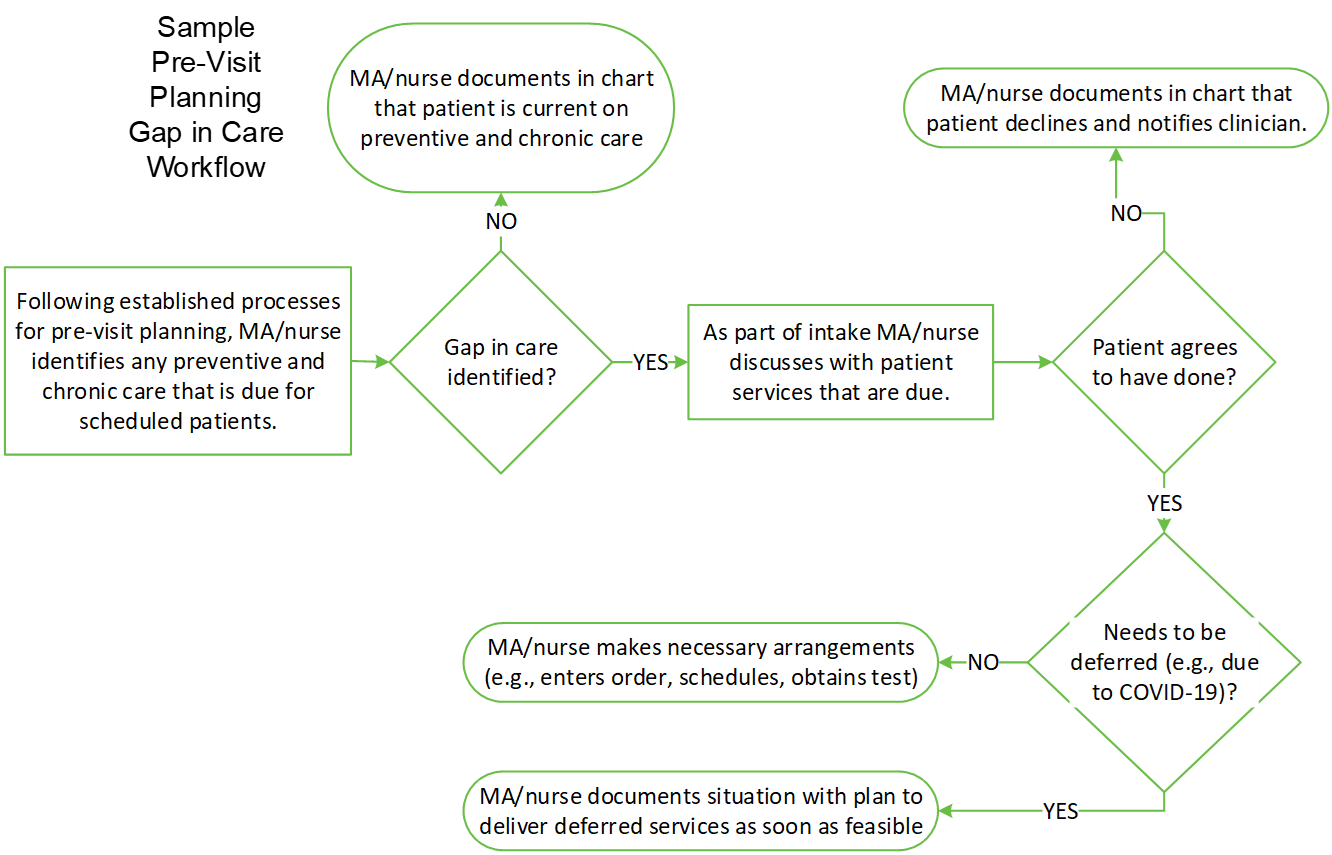 Sample
Pre-Visit
Planning
Gap in Care
Workflow
MA/nurse documents in chart
that patient is current on
preventive and chronic care
MA/nurse documents in chart that
patient declines and notifies clinician.
NO
NO
Following established processes
for pre-visit planning, MA/nurse
identifies any preventive and
chronic care that is due for
scheduled patients.
Gap in care
identified?
YES
As part of intake MA/nurse
discusses with patient
services that are due.
Patient agrees
to have done?
YES
Needs to be
deferred (e.g., due
to COVID-19)?
NO
MA/nurse makes necessary arrangements
(e.g., enters order, schedules, obtains test)
YES
MA/nurse documents situation with plan to
deliver deferred services as soon as feasible